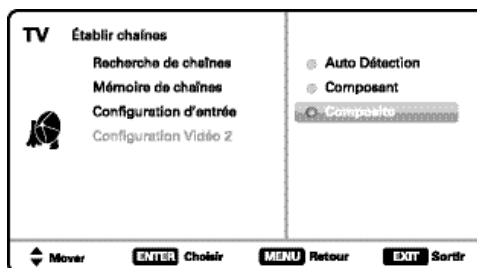 TV Établir chaînes
Recherche de chaînes
Mémoire de chaînes
Configuration d'entrée
Configuration Vidéo 2
Auto Détection
Composant
Composite
Mover ENTER Choisir MENU Retour EXIT Sortir